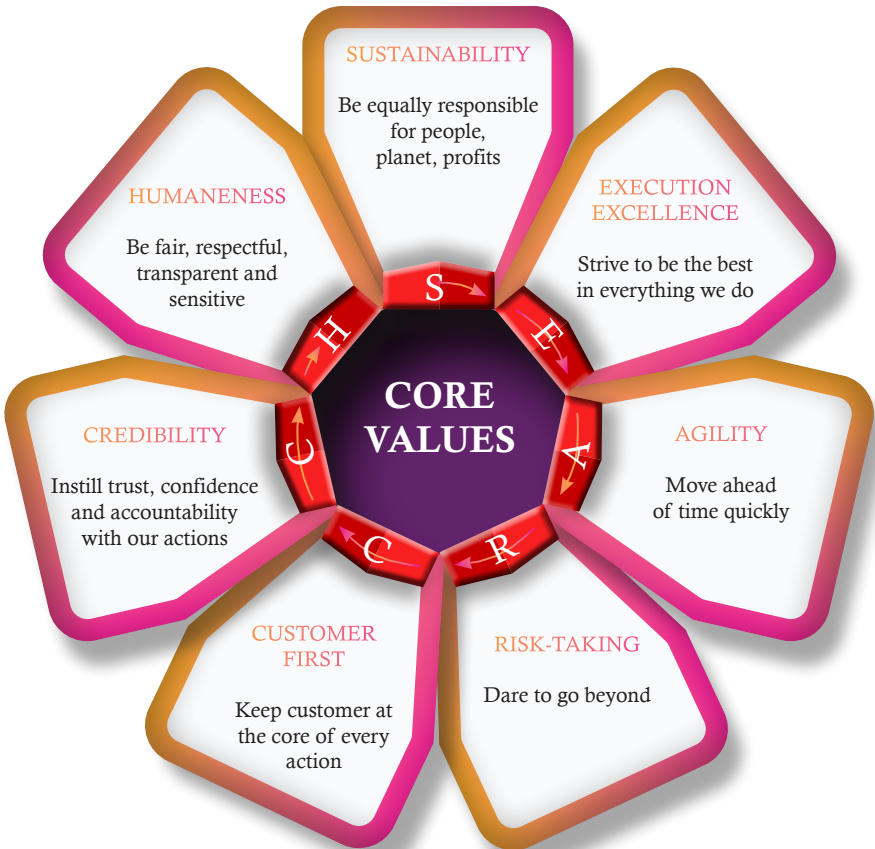 SUSTAINABILITY
Be equally responsible
for people,
planet, profits
EXECUTION
EXCELLENCE
Strive to be the best
in everything we do
AGILITY
Move ahead
of time quickly
RISK-TAKING
Dare to go beyond
CUSTOMER
FIRST
Keep customer at
the core of every
action
CREDIBILITY
Instill trust, confidence
and accountability
with our actions
HUMANENESS
Be fair, respectful,
transparent and
sensitive
S
E
A
R
C
C
H
CORE
VALUES